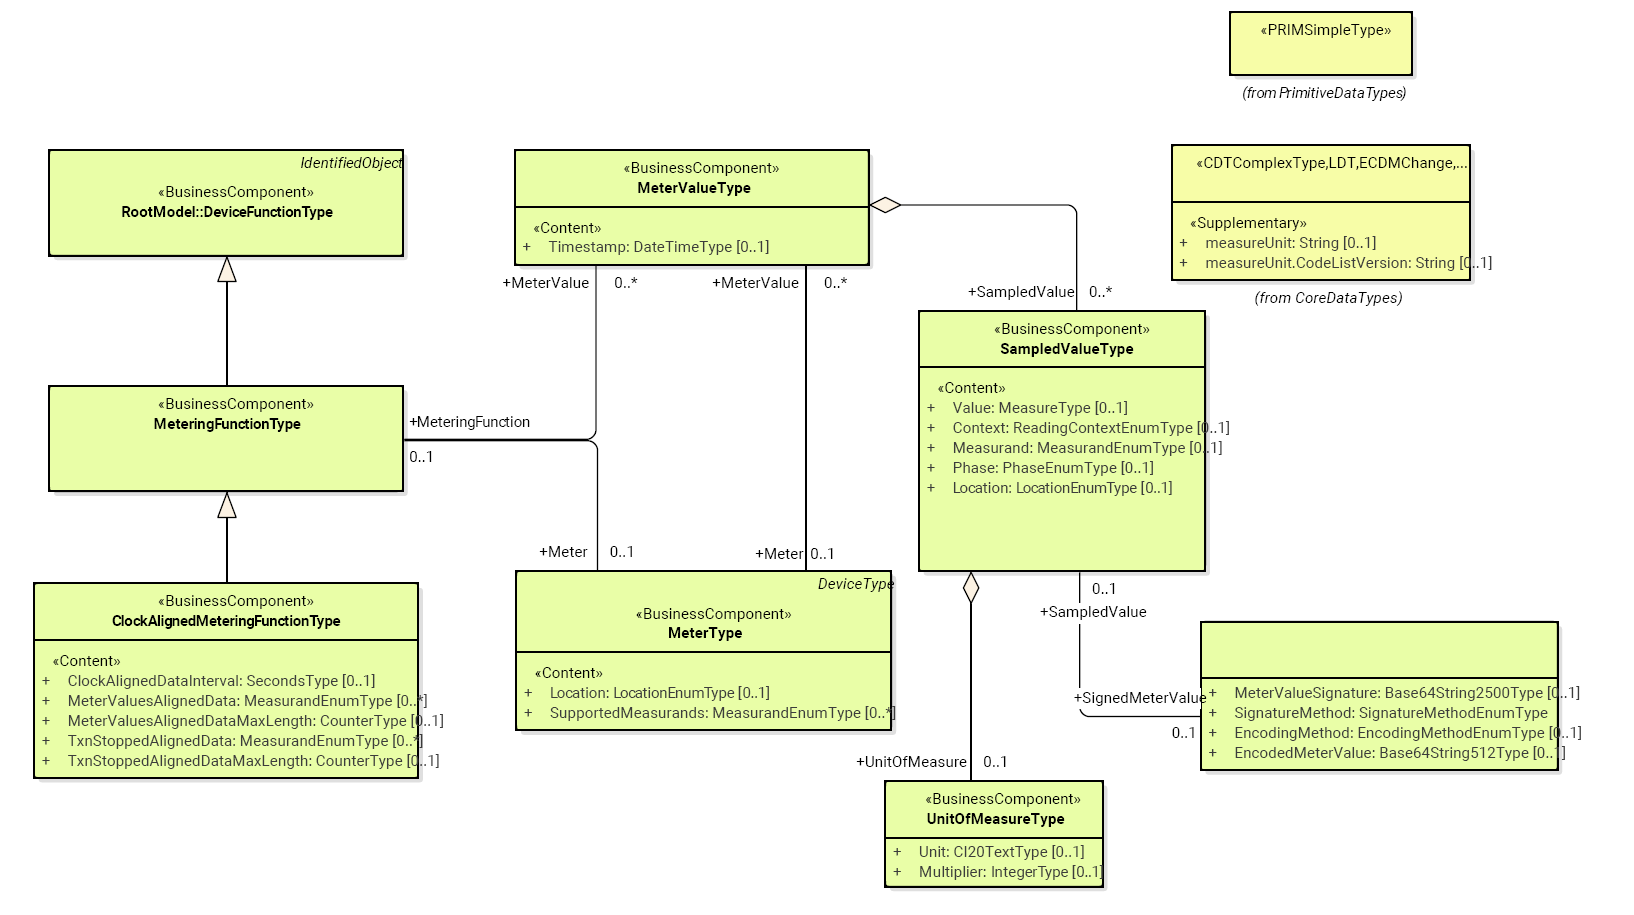 «PRIMSimpleType»
(from PrimitiveDataTypes)
IdentifiedObject
«BusinessComponent»
RootModel::DeviceFunctionType
«BusinessComponent»
MeterValueType
«Content»
+ Timestamp: DateTimeType [0..1]
«CDTComplexType,LDT,ECDMChange,...
«Supplementary»
+ measureUnit: String [0..1]
+ measureUnit.CodeListVersion: String [0..1]
(from CoreDataTypes)
+MeterValue 0..*
+MeterValue 0..*
+SampledValue 0..*
«BusinessComponent»
SampledValueType
«Content»
+ Value: MeasureType [0..1]
+ Context: ReadingContextEnumType [0..1]
+ Measurand: MeasurandEnumType [0..1]
+ Phase: PhaseEnumType [0..1]
+ Location: LocationEnumType [0..1]
«BusinessComponent»
MeteringFunctionType
+MeteringFunction
0..1
+Meter 0..1
+Meter 0..1
«BusinessComponent»
ClockAlignedMeteringFunctionType
«Content»
+ ClockAlignedDataInterval: SecondsType [0..1]
+ MeterValuesAlignedData: MeasurandEnumType [0..*]
+ MeterValuesAlignedDataMaxLength: CounterType [0..1]
+ TxnStoppedAlignedData: MeasurandEnumType [0..*]
+ TxnStoppedAlignedDataMaxLength: CounterType [0..1]
DeviceType
«BusinessComponent»
MeterType
«Content»
+ Location: LocationEnumType [0..1]
+ SupportedMeasurands: MeasurandEnumType [0..*]
0..1
+SampledValue
+SignedMeterValue
0..1
+ MeterValueSignature: Base64String2500Type [0..1]
+ SignatureMethod: SignatureMethodEnumType
+ EncodingMethod: EncodingMethodEnumType [0..1]
+ EncodedMeterValue: Base64String512Type [0..1]
+UnitOfMeasure 0..1
«BusinessComponent»
UnitOfMeasureType
+ Unit: CI20TextType [0..1]
+ Multiplier: IntegerType [0..1]